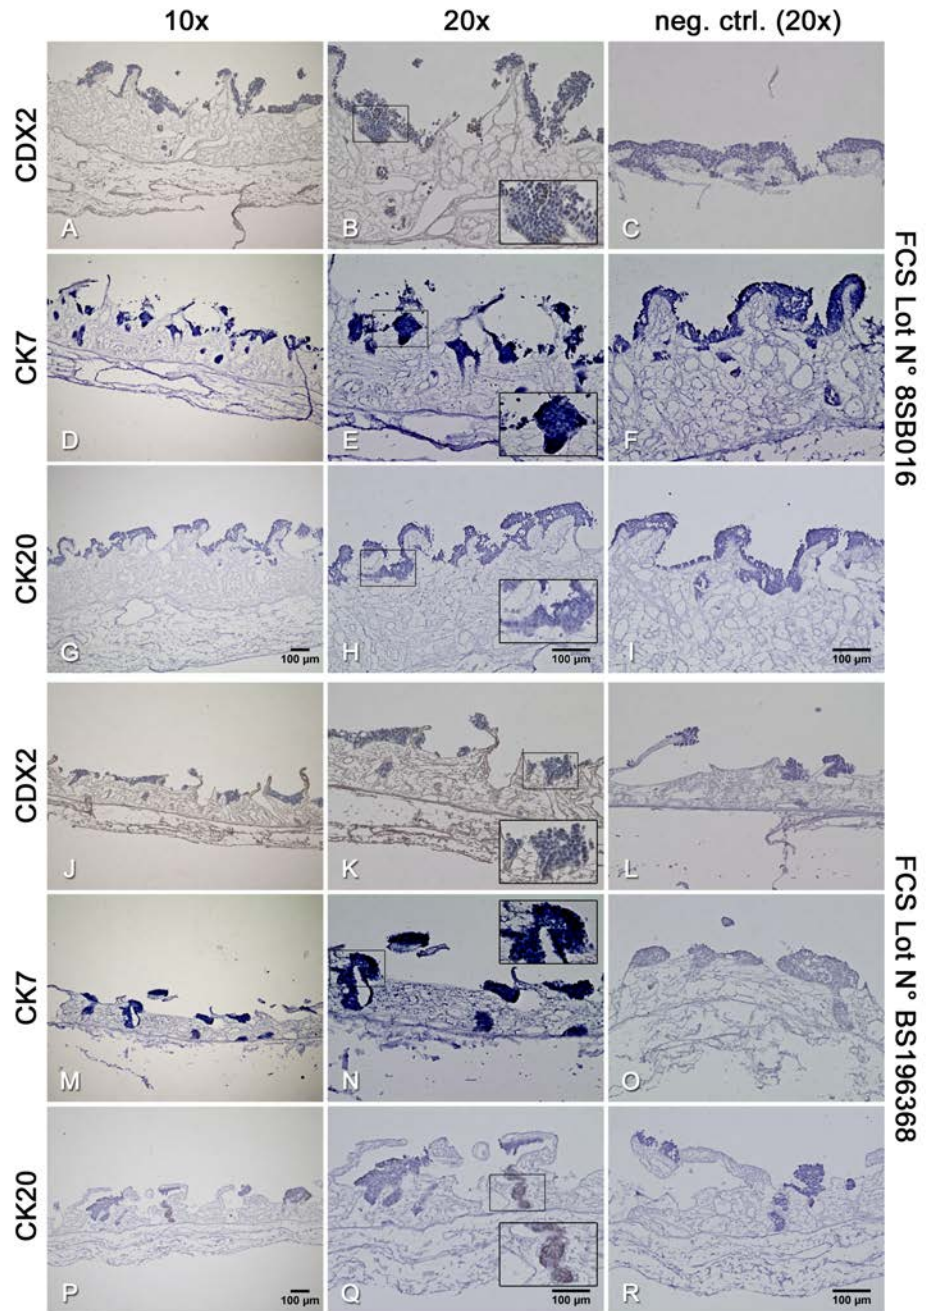 10x 20x neg. ctrl. (20x)
CDX2
A B C
CK7
D E F
CK20
G H I
100 µm 100 µm 100 µm
FCS Lot N° 8SB016
CDX2
J K L
CK7
M N O
CK20
P Q R
100 µm 100 µm 100 µm
FCS Lot N° BS196368